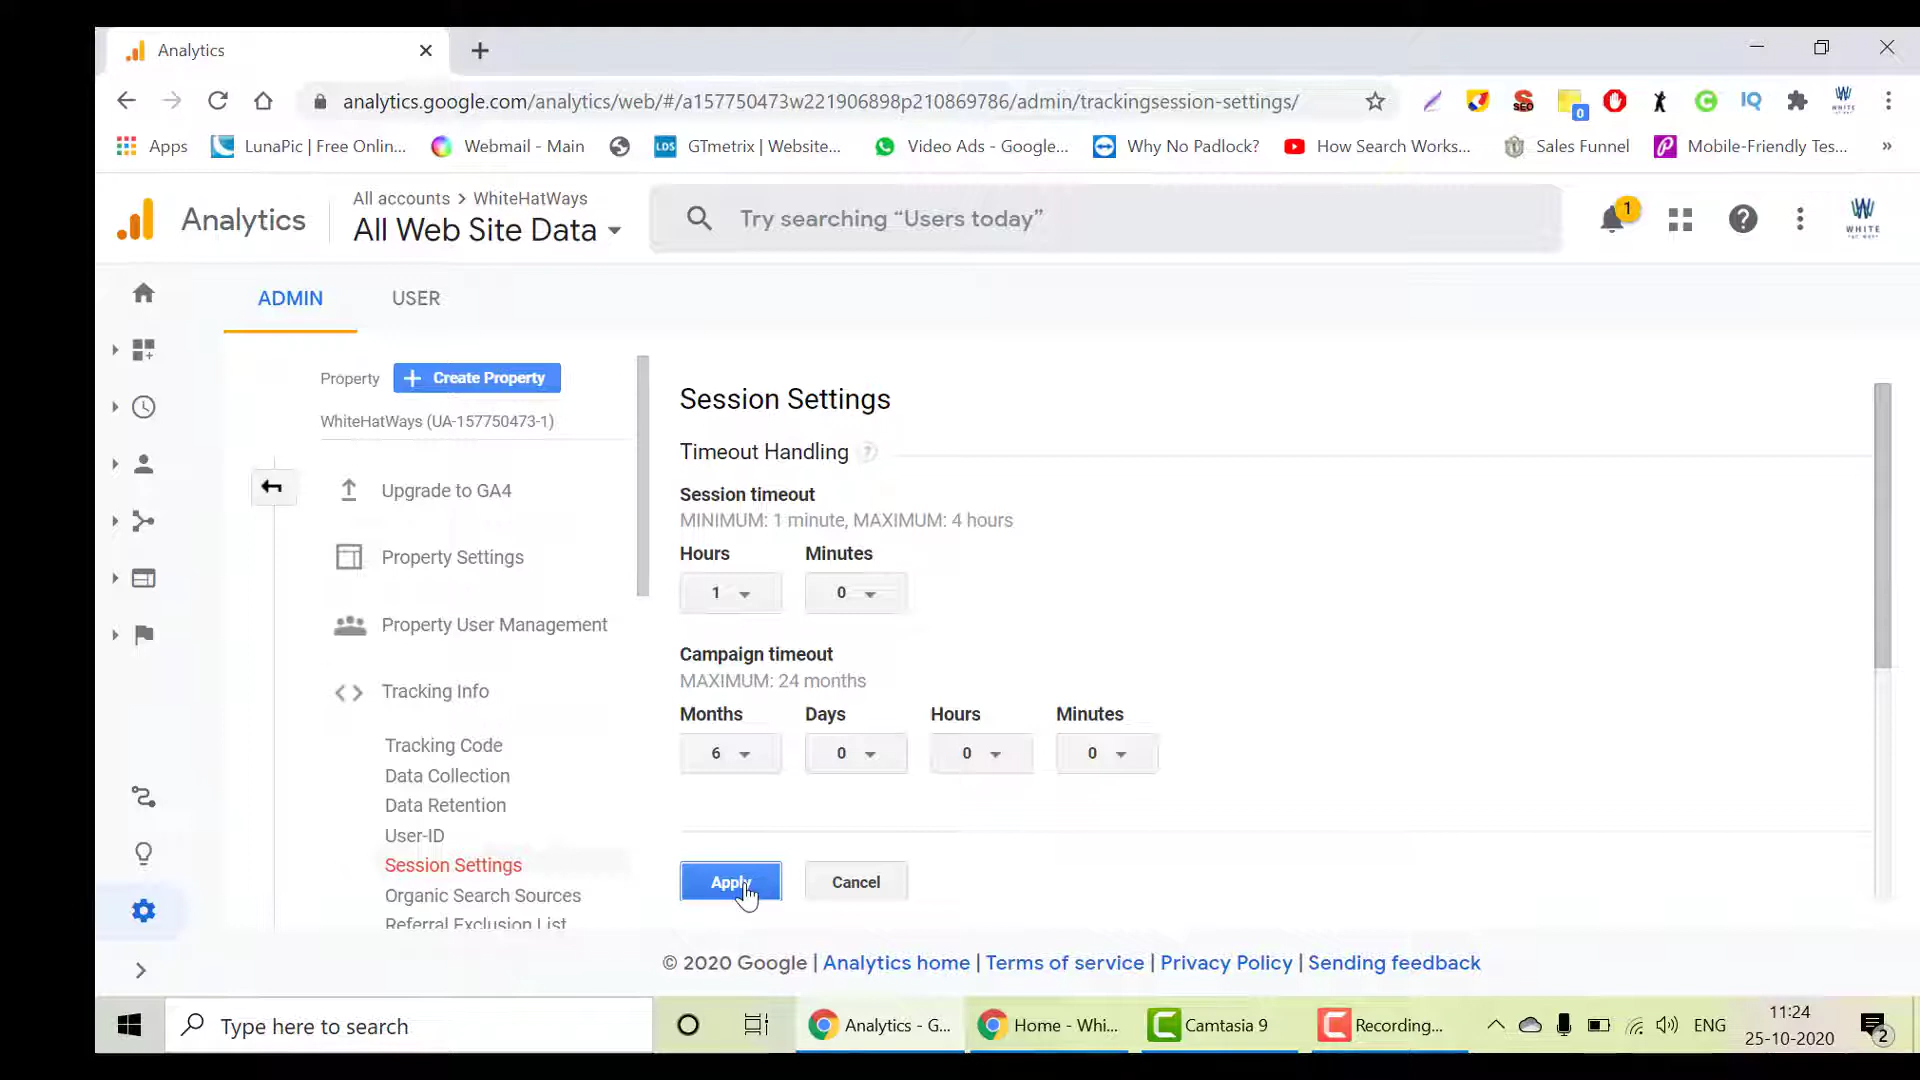 Analytics
analytics.google.com/analytics/web/#/a157750473w221906898p210869786/admin/trackingsession-settings/
SEO
0
IQ
Apps
LunaPic | Free Onlin...
Webmail - Main
LDS
GTmetrix | Website...
Video Ads - Google...
Why No Padlock?
How Search Works...
Sales Funnel
Mobile-Friendly Tes...
»
Analytics
All accounts > WhiteHatWays
All Web Site Data
Try searching “Users today”
1
WHITE
ADMIN
USER
Property
Create Property
WhiteHatWays (UA-157750473-1)
Upgrade to GA4
Property Settings
Property User Management
Tracking Info
Tracking Code
Data Collection
Data Retention
User-ID
Session Settings
Organic Search Sources
Referral Exclusion List
Session Settings
Timeout Handling ?
Session timeout
MINIMUM: 1 minute, MAXIMUM: 4 hours
Hours Minutes
1 0
Campaign timeout
MAXIMUM: 24 months
Months Days Hours Minutes
6 0 0 0
Apply Cancel
© 2020 Google | Analytics home | Terms of service | Privacy Policy | Sending feedback
Type here to search
Analytics - G...
Home - Whi...
Camtasia 9
Recording...
ENG
11:24
25-10-2020
2